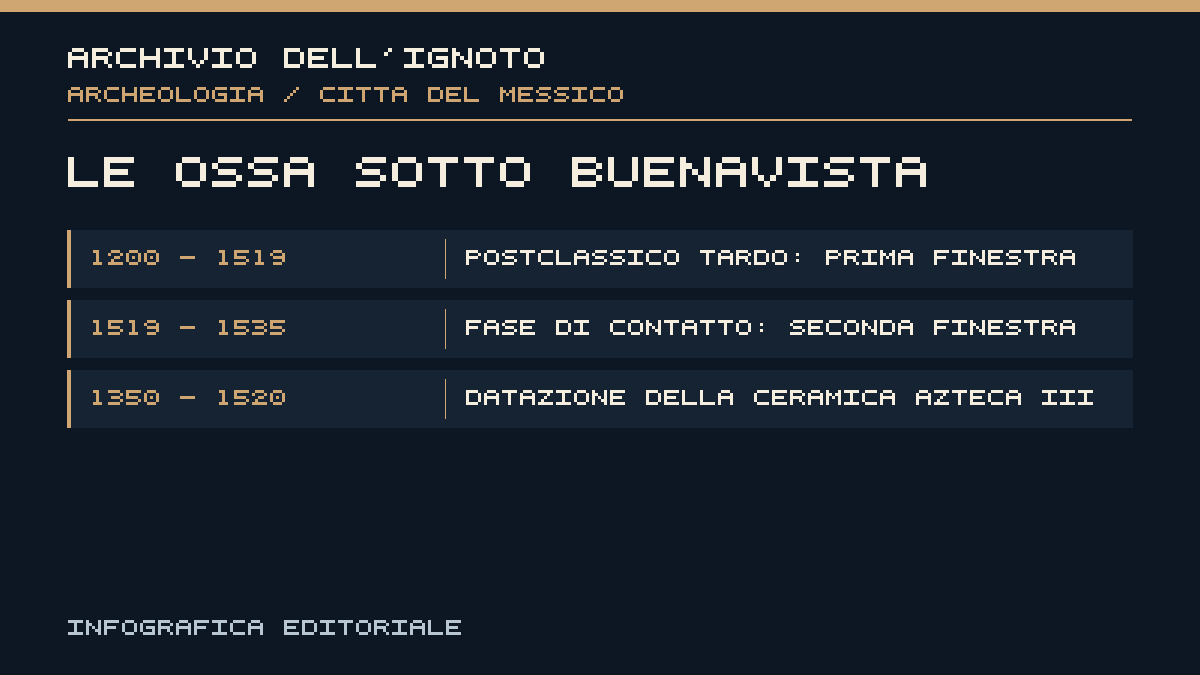 ARCHIVIO DELL'IGNOTO
ARCHEOLOGIA / CITTA DEL MESSICO
LE OSSA SOTTO BUENAVISTA
1200 – 1519 POSTCLASSICO TARDO: PRIMA FINESTRA
1519 – 1535 FASE DI CONTATTO: SECONDA FINESTRA
1350 – 1520 DATAZIONE DELLA CERAMICA AZTECA III
INFOGRAFICA EDITORIALE